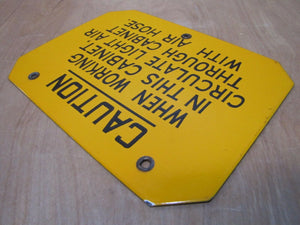 CAUTION
WHEN WORKING
IN THIS CABINET
CIRCULATE LIGHT AIR
THROUGH CABINET
WITH AIR HOSE.